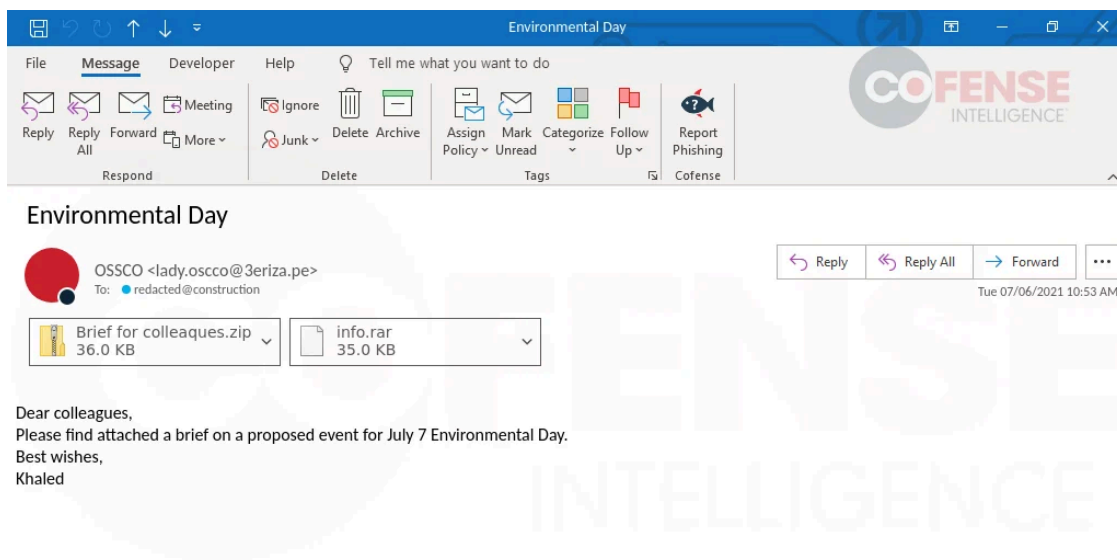 Environmental Day
File Message Developer Help Tell me what you want to do
COFENSE
INTELLIGENCE
Reply Reply All Forward Meeting More Ignore Junk Delete Archive Assign Policy Mark Unread Categorize Follow Up Report Phishing
Respond Delete Tags Cofense
Environmental Day
OSSCO <lady.oscco@3eriza.pe>
Reply Reply All Forward ...
To: redacted@construction
Tue 07/06/2021 10:53 AM
Brief for colleaques.zip
36.0 KB
info.rar
35.0 KB
Dear colleagues,
Please find attached a brief on a proposed event for July 7 Environmental Day.
Best wishes,
Khaled
COFENSE
INTELLIGENCE